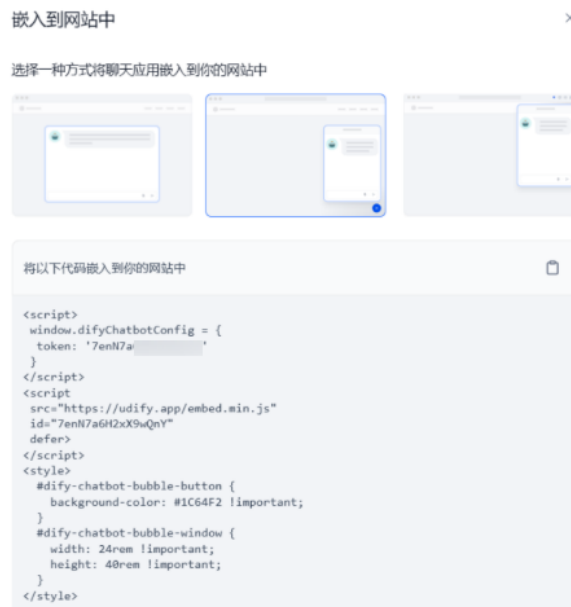 嵌入到网站中
选择一种方式将聊天应用嵌入到你的网站中
将以下代码嵌入到你的网站中
<script>
window.difyChatbotConfig = {
token: '7enN7a '
}
</script>
<script
src="https://udify.app/embed.min.js"
id="7enN7a6H2xX9wQnY"
defer>
</script>
<style>
#dify-chatbot-bubble-button {
background-color: #1C64F2 !important;
}
#dify-chatbot-bubble-window {
width: 24rem !important;
height: 40rem !important;
}
</style>